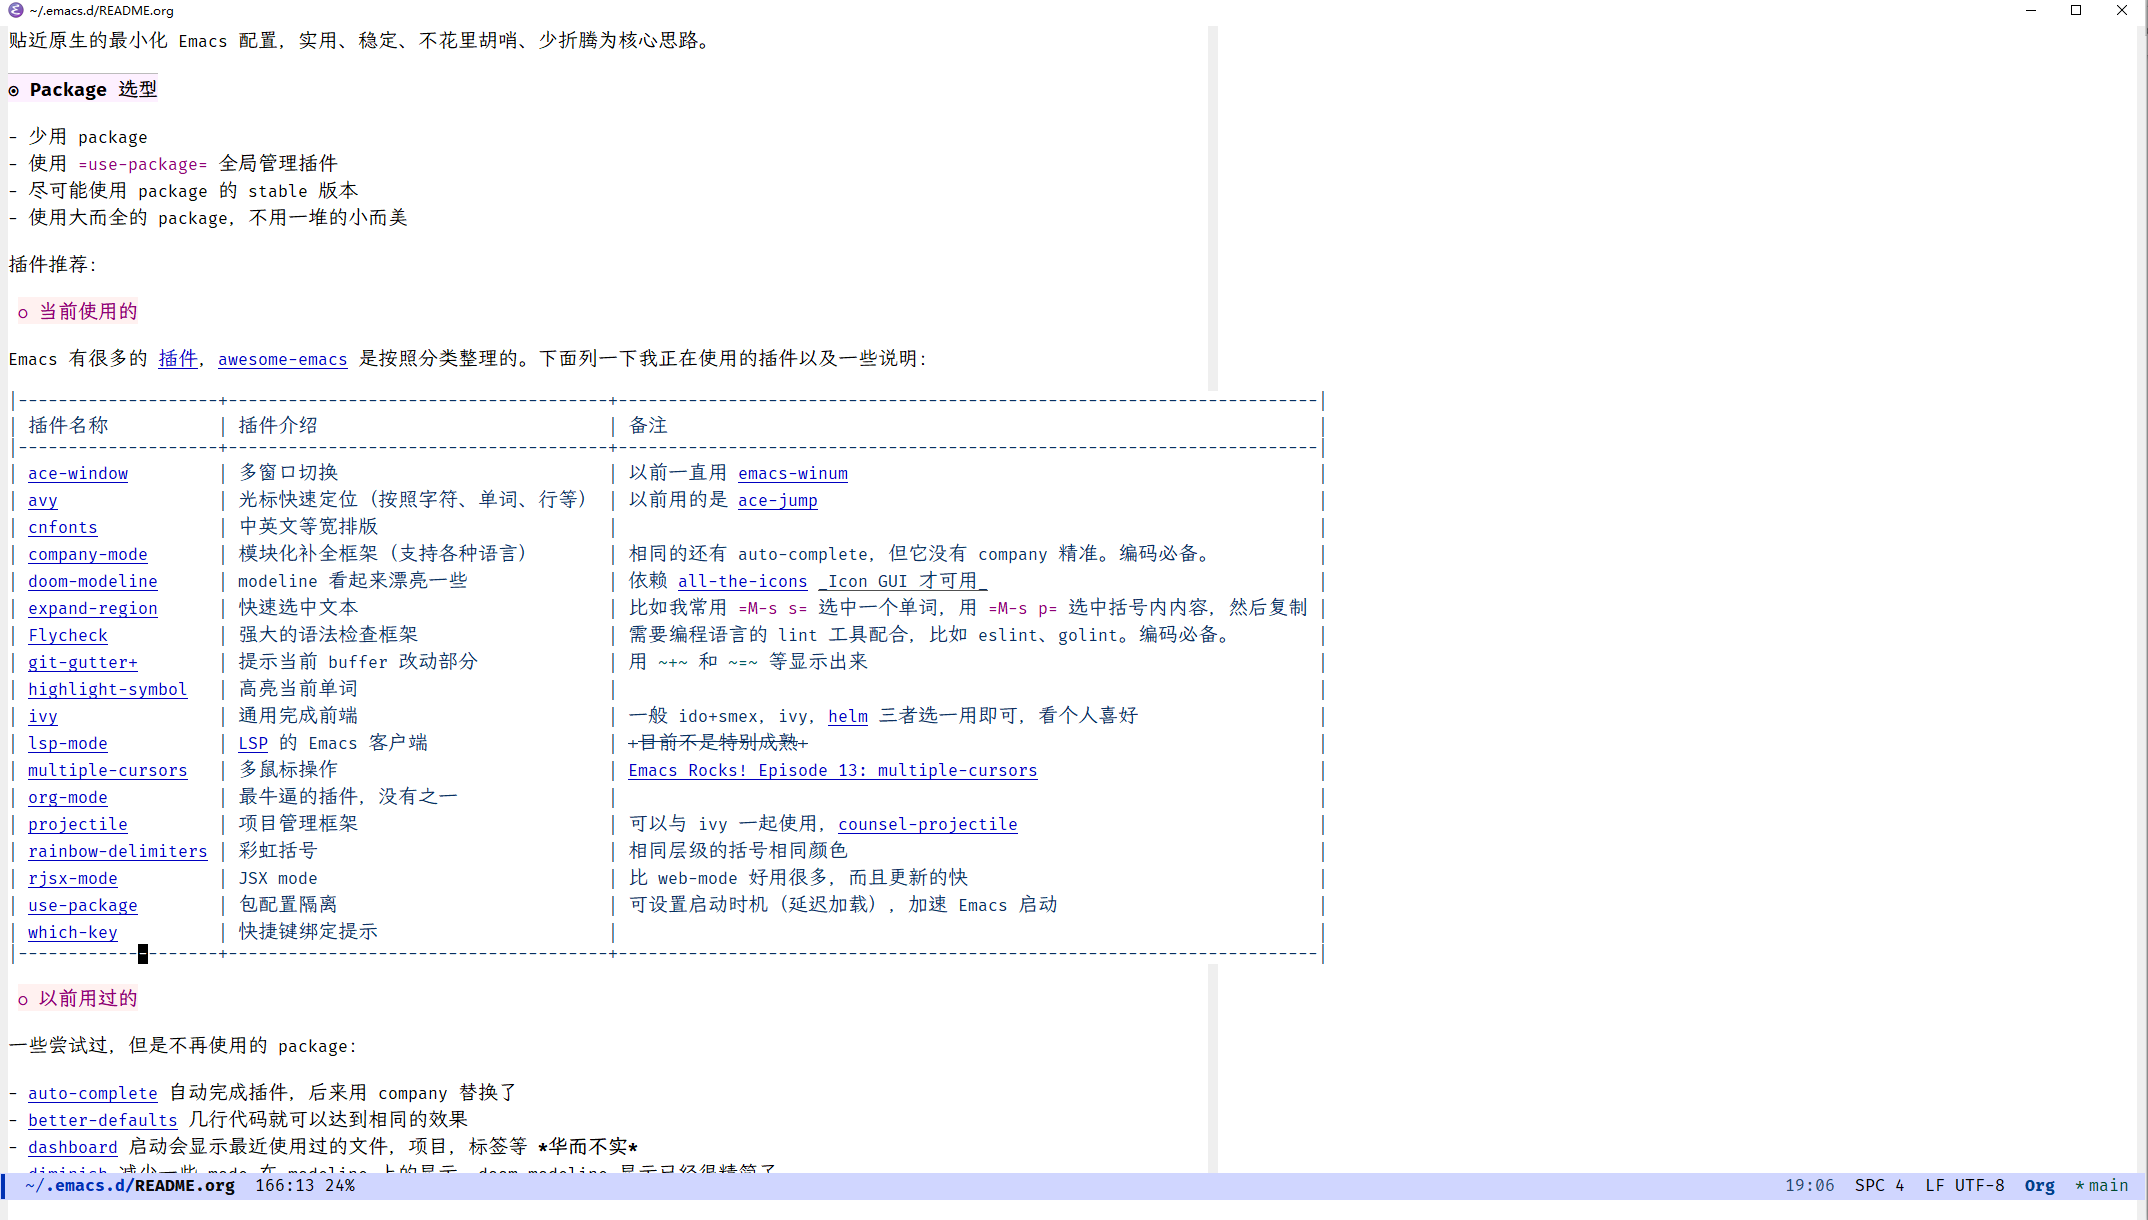 ~/.emacs.d/README.org
贴近原生的最小化 Emacs 配置，实用、稳定、不花里胡哨、少折腾为核心思路。
Package 选型
- 少用 package
- 使用 =use-package= 全局管理插件
- 尽可能使用 package 的 stable 版本
- 使用大而全的 package，不用一堆的小而美
插件推荐：
当前使用的
Emacs 有很多的 插件，awesome-emacs 是按照分类整理的。下面列一下我正在使用的插件以及一些说明：
| 插件名称 | 插件介绍 | 备注 |
| ace-window | 多窗口切换 | 以前一直用 emacs-winum |
| avy | 光标快速定位（按照字符、单词、行等） | 以前用的是 ace-jump |
| cnfonts | 中英文等宽排版 | |
| company-mode | 模块化补全框架（支持各种语言） | 相同的还有 auto-complete，但它没有 company 精准。编码必备。 |
| doom-modeline | modeline 看起来漂亮一些 | 依赖 all-the-icons _Icon GUI 才可用_ |
| expand-region | 快速选中文本 | 比如我常用 =M-s s= 选中一个单词，用 =M-s p= 选中括号内内容，然后复制 |
| Flycheck | 强大的语法检查框架 | 需要编程语言的 lint 工具配合，比如 eslint、golint。编码必备。 |
| git-gutter+ | 提示当前 buffer 改动部分 | 用 ~+~ 和 ~=~ 等显示出来 |
| highlight-symbol | 高亮当前单词 | |
| ivy | 通用完成前端 | 一般 ido+smex，ivy，helm 三者选一用即可，看个人喜好 |
| lsp-mode | LSP 的 Emacs 客户端 | +目前不是特别成熟+ |
| multiple-cursors | 多鼠标操作 | Emacs Rocks! Episode 13: multiple-cursors |
| org-mode | 最牛逼的插件，没有之一 | |
| projectile | 项目管理框架 | 可以与 ivy 一起使用，counsel-projectile |
| rainbow-delimiters | 彩虹括号 | 相同层级的括号相同颜色 |
| rjsx-mode | JSX mode | 比 web-mode 好用很多，而且更新的快 |
| use-package | 包配置隔离 | 可设置启动时机（延迟加载），加速 Emacs 启动 |
| which-key | 快捷键绑定提示 | |
以前用过的
一些尝试过，但是不再使用的 package：
- auto-complete 自动完成插件，后来用 company 替换了
- better-defaults 几行代码就可以达到相同的效果
- dashboard 启动会显示最近使用过的文件，项目，标签等 *华而不实*
- diminish 减少一些 mode 在 modeline 上的显示，doom-modeline 显示已经很精简了
~/.emacs.d/README.org 166:13 24% 19:06 SPC 4 LF UTF-8 Org *main